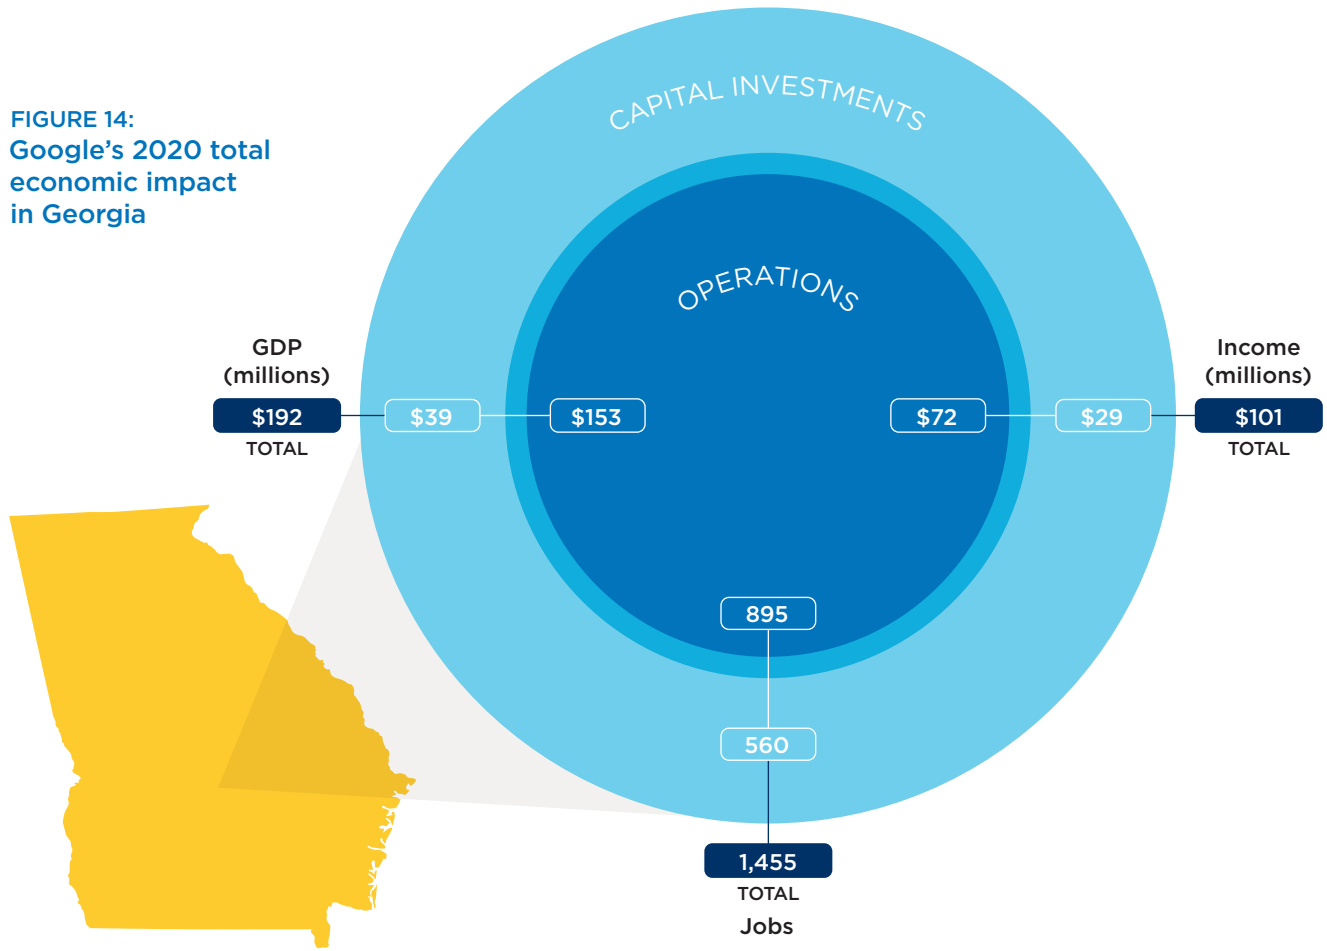 FIGURE 14:
Google’s 2020 total
economic impact
in Georgia
CAPITAL INVESTMENTS
OPERATIONS
GDP
(millions)
$192
TOTAL
$39
$153
$72
$29
Income
(millions)
$101
TOTAL
895
560
1,455
TOTAL
Jobs